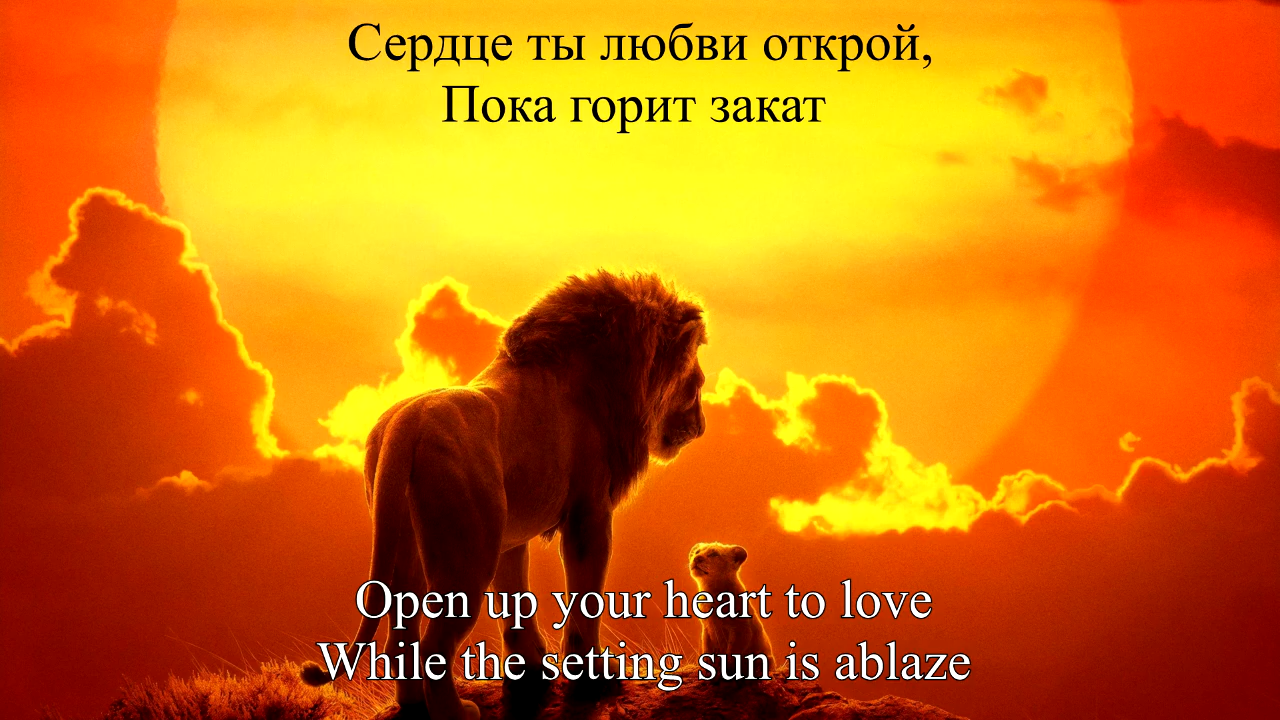 Сердце ты любви открой,
Пока горит закат
Open up your heart to love
While the setting sun is ablaze